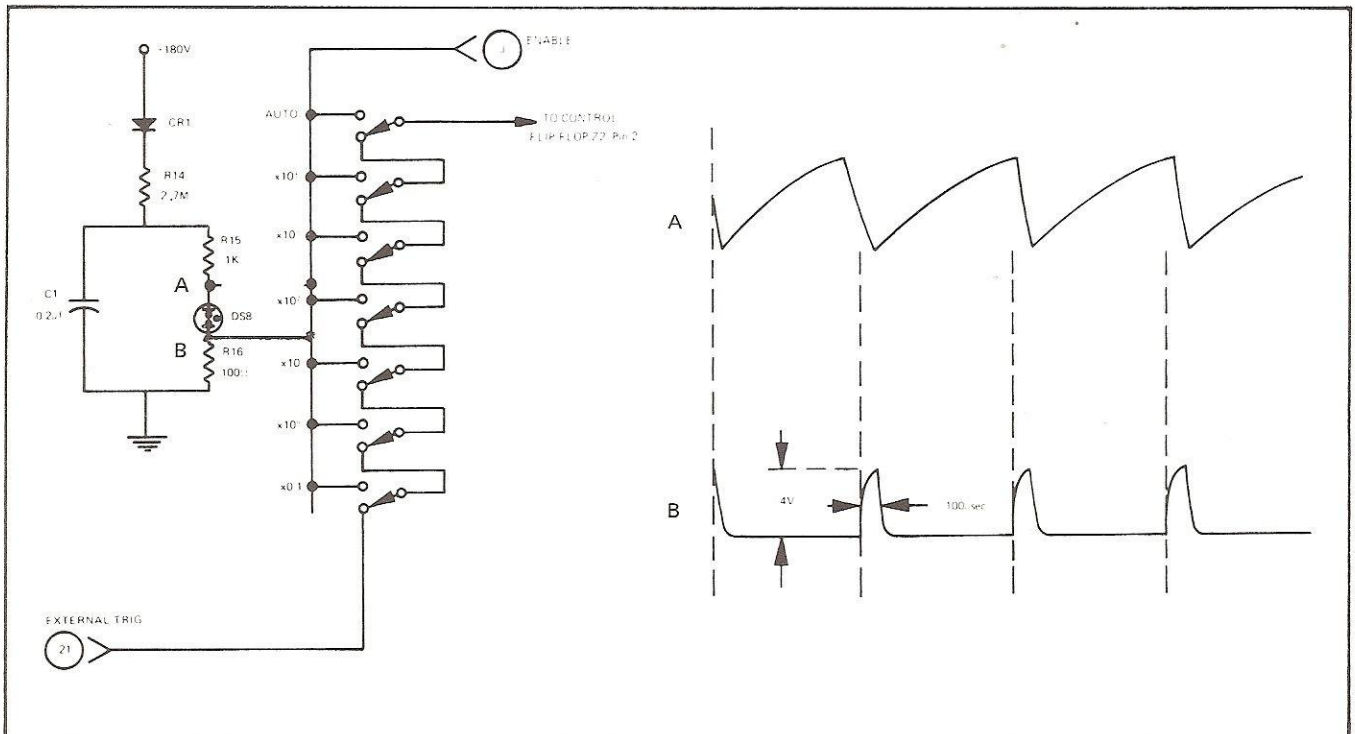 -180V
CR1
R14
2.7M
R15
1K
A
C1
DS8
B
R16
ENABLE
AUTO
TO CONTROL
FLIP FLOP Z2 Pin 2
x10
x10
x10
x10
x0.1
EXTERNAL TRIG
21
A
B
4V